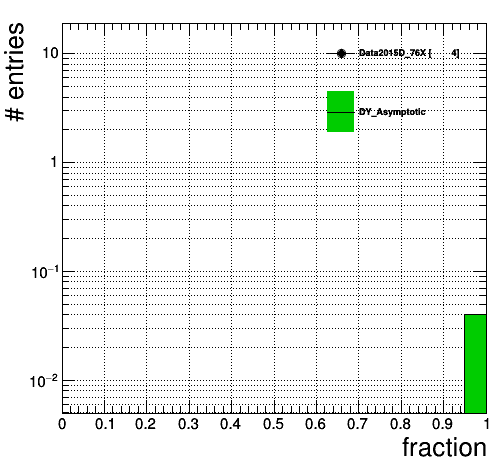 # entries
10
Data2015D_76X [ 4]
DY_Asymptotic
1
10−1
10−2
0 0.1 0.2 0.3 0.4 0.5 0.6 0.7 0.8 0.9 1
fraction